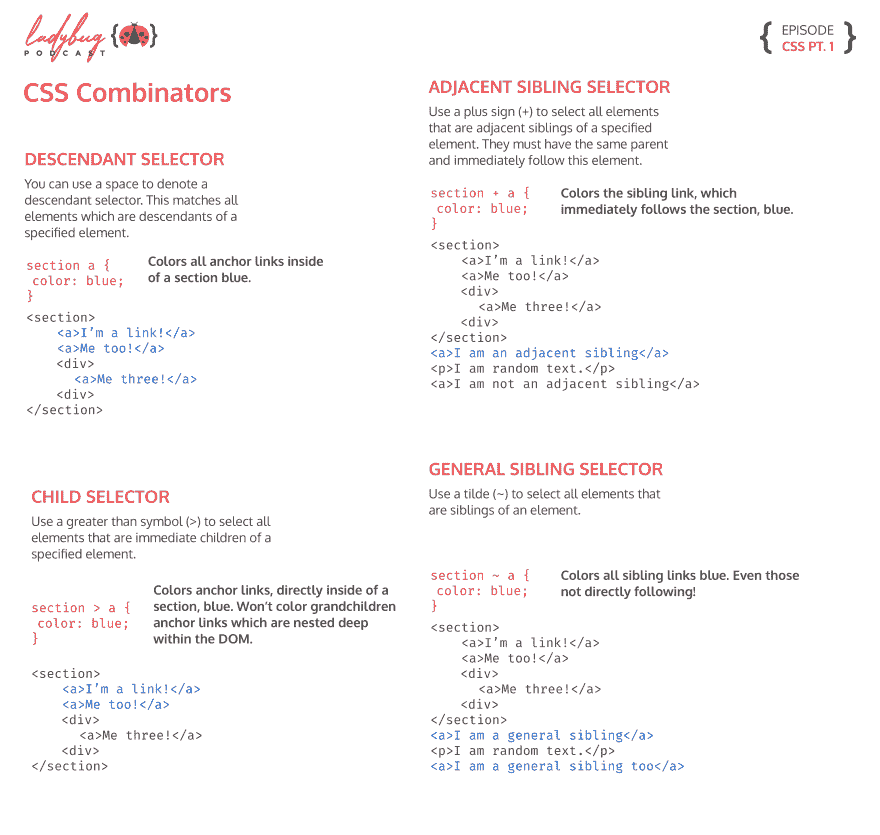 ladybug
PODCAST
{ EPISODE }
CSS PT. 1
CSS Combinators
DESCENDANT SELECTOR
You can use a space to denote a
descendant selector. This matches all
elements which are descendants of a
specified element.
section a {
color: blue;
}
Colors all anchor links inside
of a section blue.
<section>
<a>I'm a link!</a>
<a>Me too!</a>
<div>
<a>Me three!</a>
<div>
</section>
CHILD SELECTOR
Use a greater than symbol (>) to select all
elements that are immediate children of a
specified element.
section > a {
color: blue;
}
Colors anchor links, directly inside of a
section, blue. Won't color grandchildren
anchor links which are nested deep
within the DOM.
<section>
<a>I'm a link!</a>
<a>Me too!</a>
<div>
<a>Me three!</a>
<div>
</section>
ADJACENT SIBLING SELECTOR
Use a plus sign (+) to select all elements
that are adjacent siblings of a specified
element. They must have the same parent
and immediately follow this element.
section + a {
color: blue;
}
Colors the sibling link, which
immediately follows the section, blue.
<section>
<a>I'm a link!</a>
<a>Me too!</a>
<div>
<a>Me three!</a>
<div>
</section>
<a>I am an adjacent sibling</a>
<p>I am random text.</p>
<a>I am not an adjacent sibling</a>
GENERAL SIBLING SELECTOR
Use a tilde (~) to select all elements that
are siblings of an element.
section ~ a {
color: blue;
}
Colors all sibling links blue. Even those
not directly following!
<section>
<a>I'm a link!</a>
<a>Me too!</a>
<div>
<a>Me three!</a>
<div>
</section>
<a>I am a general sibling</a>
<p>I am random text.</p>
<a>I am a general sibling too</a>